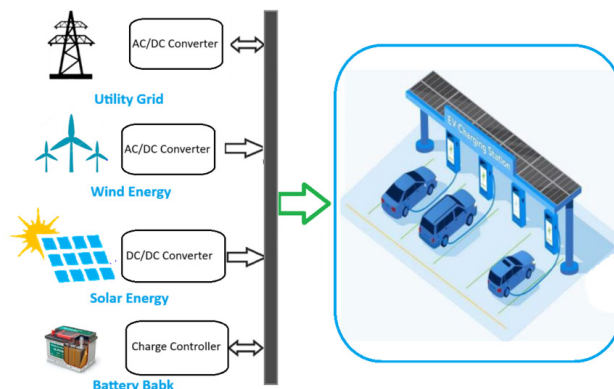 AC/DC Converter
Utility Grid
AC/DC Converter
Wind Energy
DC/DC Converter
Solar Energy
Charge Controller
Battery Babk
EV Charging Station